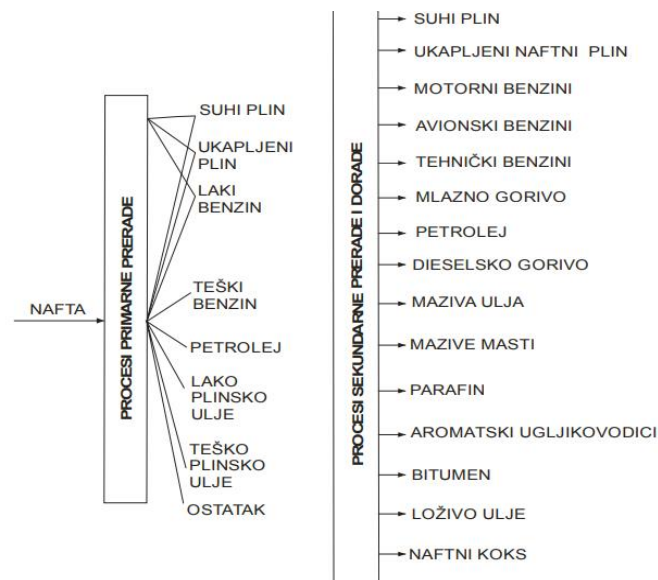 NAFTA
PROCESI PRIMARNE PRERADE
SUHI PLIN
UKAPLJENI
PLIN
LAKI
BENZIN
TEŠKI
BENZIN
PETROLEJ
LAKO
PLINSKO
ULJE
TEŠKO
PLINSKO
ULJE
OSTATAK
PROCESI SEKUNDARNE PRERADE I DORADE
SUHI PLIN
UKAPLJENI NAFTNI PLIN
MOTORNI BENZINI
AVIONSKI BENZINI
TEHNIČKI BENZINI
MLAZNO GORIVO
PETROLEJ
DIESELSKO GORIVO
MAZIVA ULJA
MAZIVE MASTI
PARAFIN
AROMATSKI UGLJIKOVODICI
BITUMEN
LOŽIVO ULJE
NAFTNI KOKS